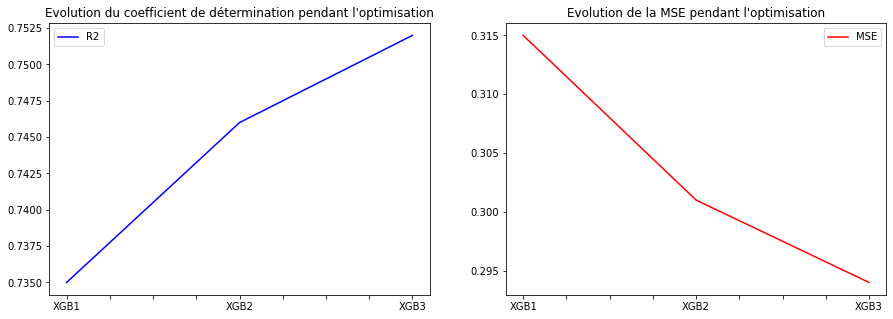 Evolution du coefficient de détermination pendant l'optimisation
R2
0.7525
0.7500
0.7475
0.7450
0.7425
0.7400
0.7375
0.7350
XGB1 XGB2 XGB3
Evolution de la MSE pendant l'optimisation
MSE
0.315
0.310
0.305
0.300
0.295
XGB1 XGB2 XGB3